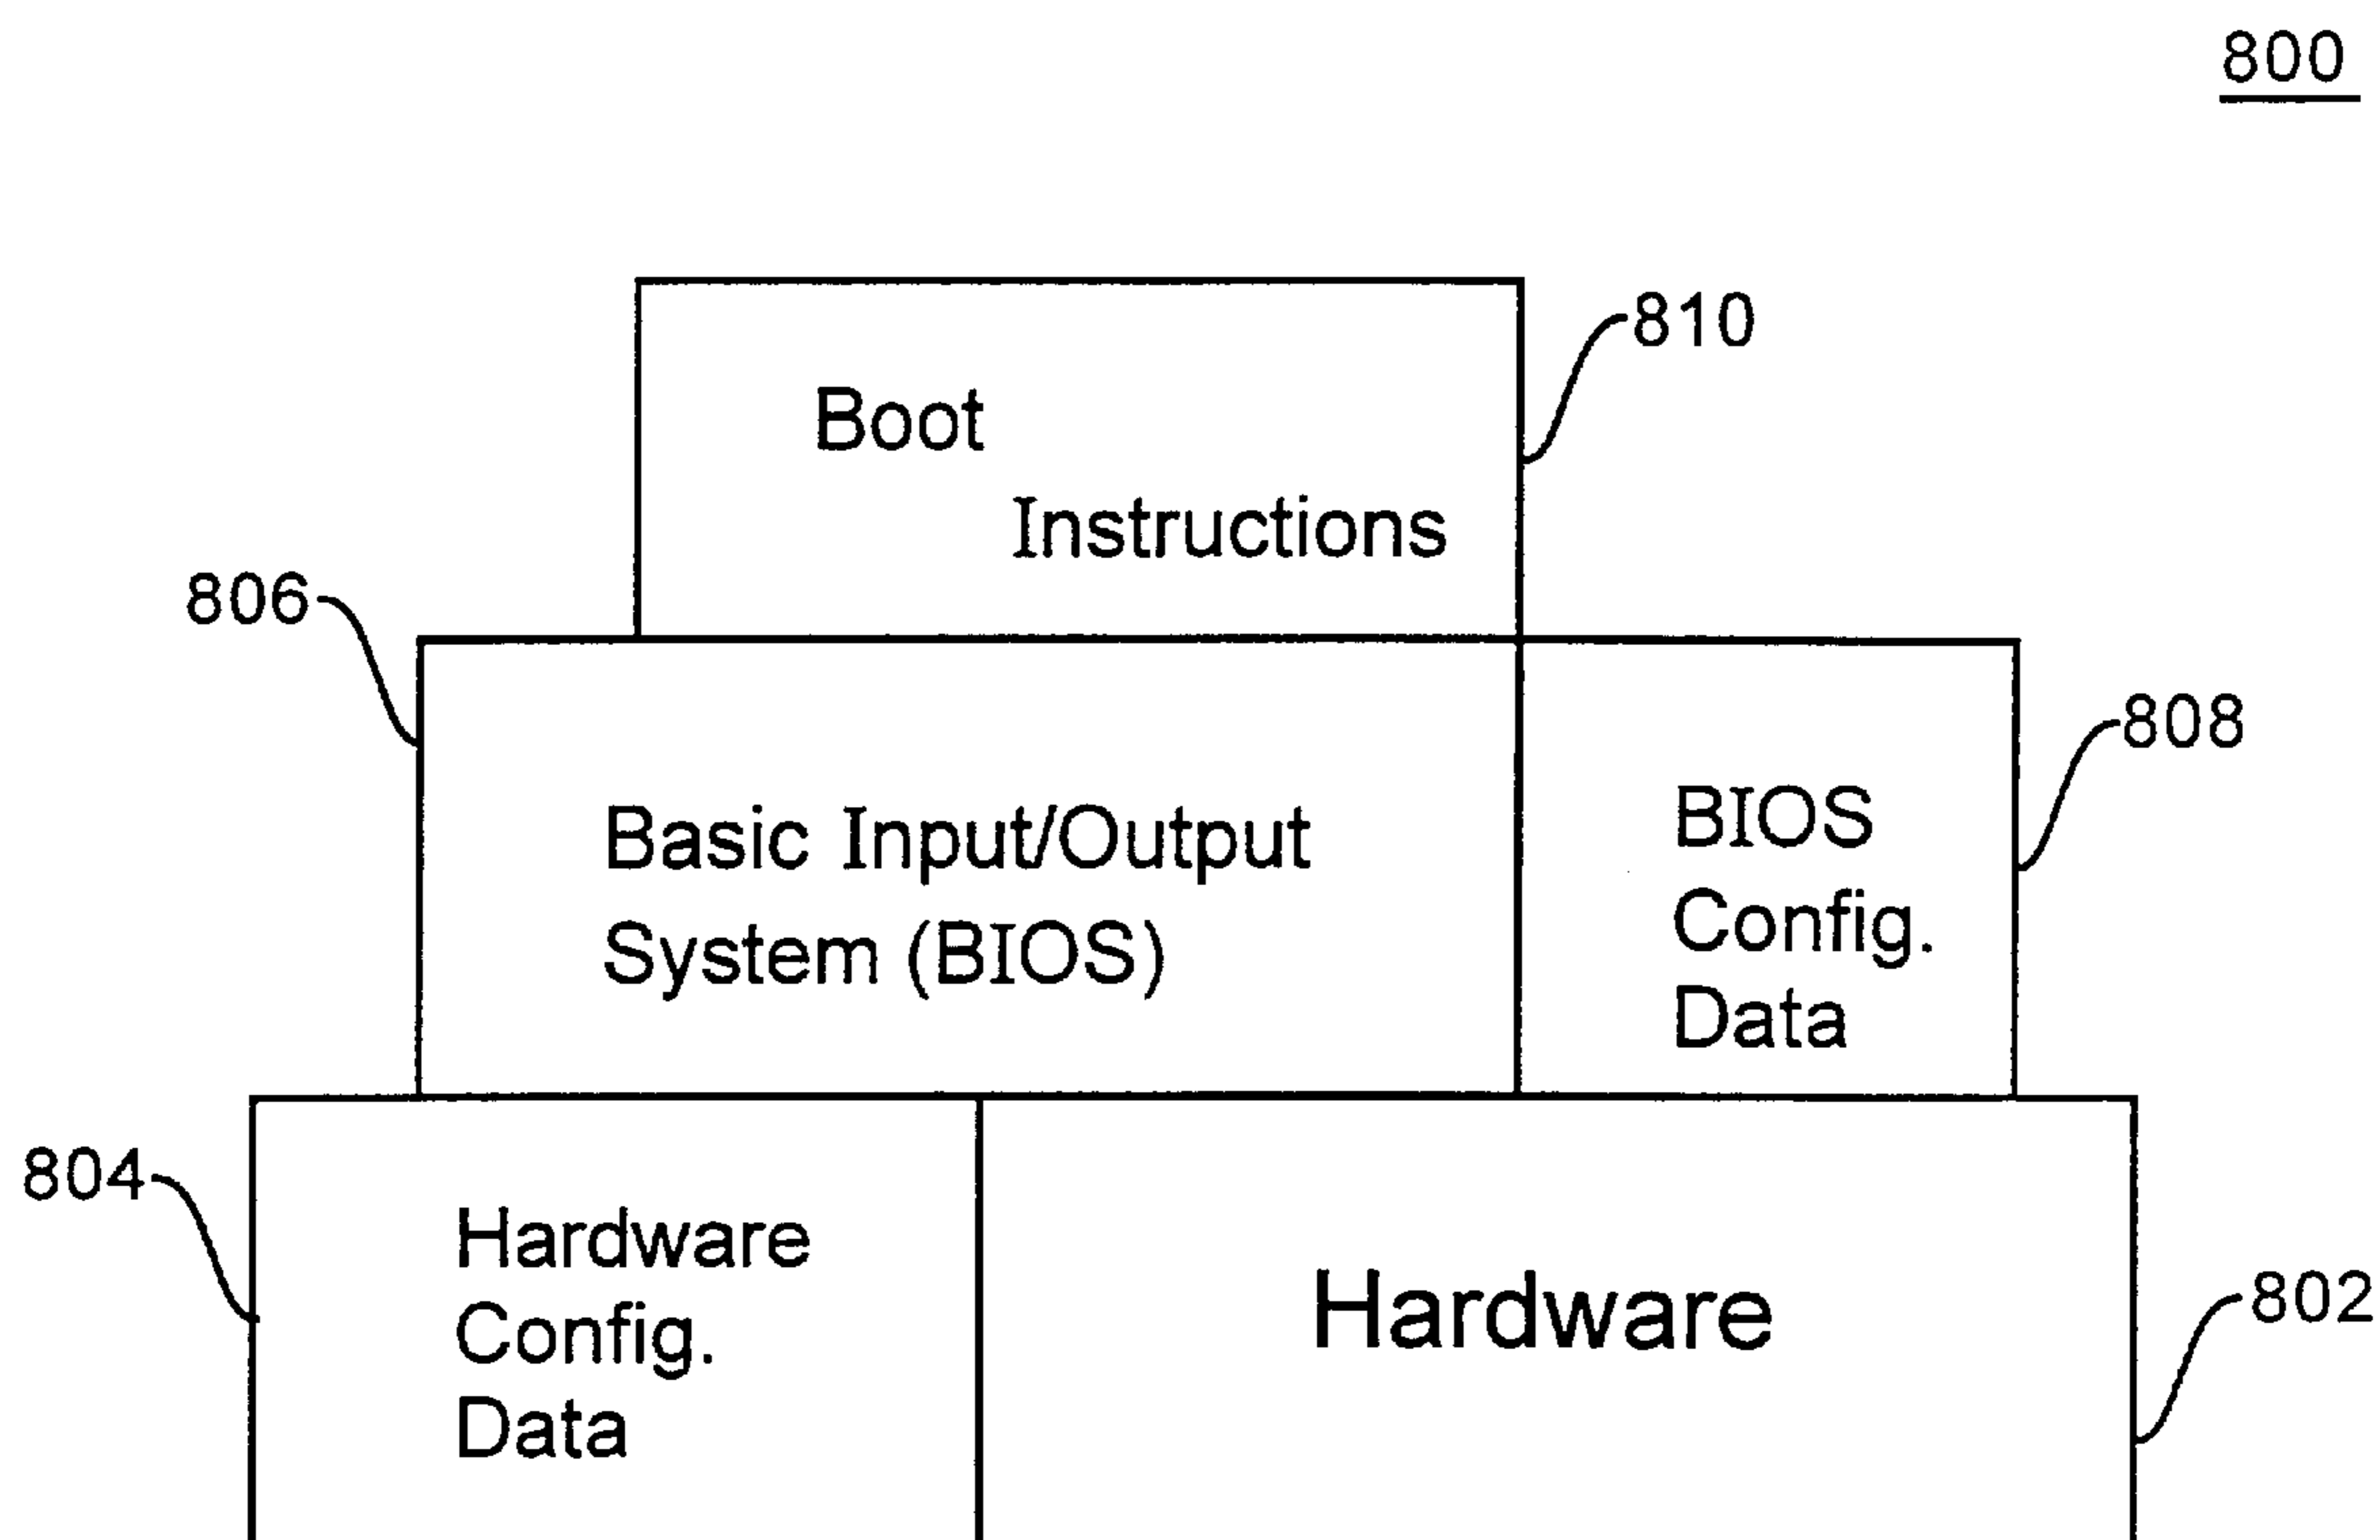 800
810
Boot
Instructions
806
808
Basic Input/Output
System (BIOS)
BIOS
Config.
Data
804
Hardware
Config.
Data
Hardware
802